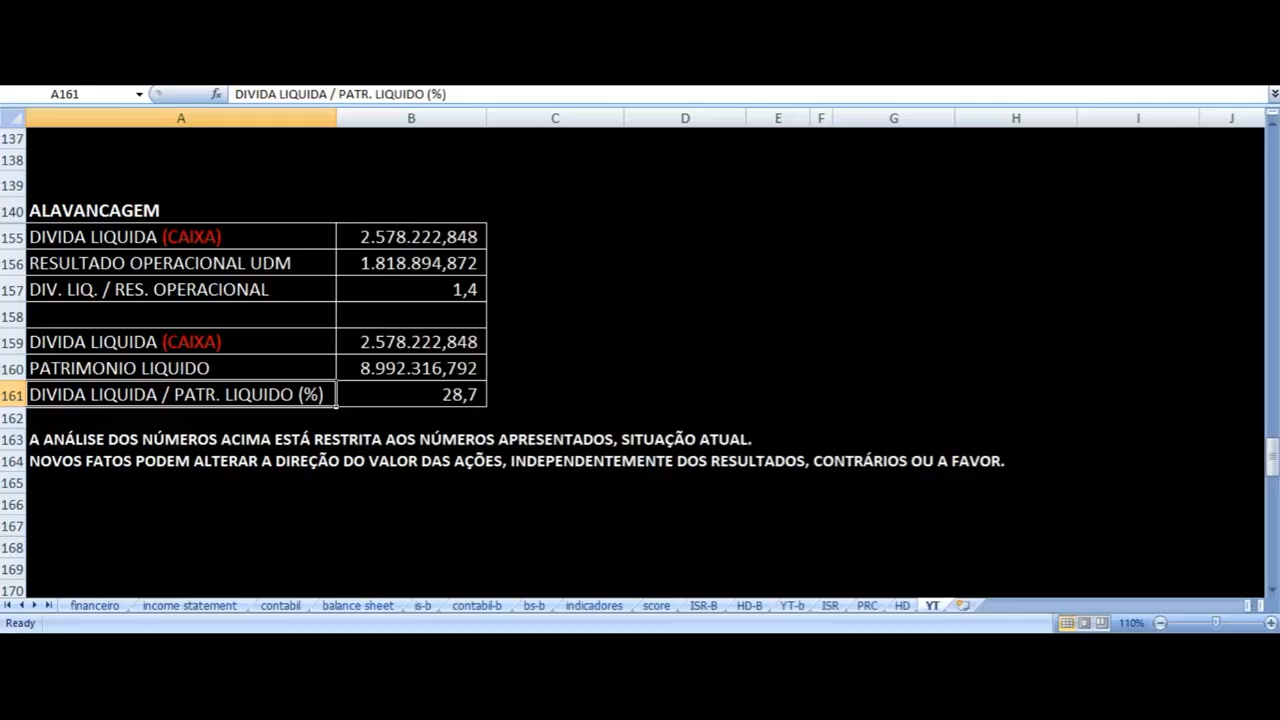 A161 fx DIVIDA LIQUIDA / PATR. LIQUIDO (%)
A B C D E F G H I J
137
138
139
140 ALAVANCAGEM
155 DIVIDA LIQUIDA (CAIXA) 2.578.222,848
156 RESULTADO OPERACIONAL UDM 1.818.894,872
157 DIV. LIQ. / RES. OPERACIONAL 1,4
158
159 DIVIDA LIQUIDA (CAIXA) 2.578.222,848
160 PATRIMONIO LIQUIDO 8.992.316,792
161 DIVIDA LIQUIDA / PATR. LIQUIDO (%) 28,7
162
163 A ANÁLISE DOS NÚMEROS ACIMA ESTÁ RESTRITA AOS NÚMEROS APRESENTADOS, SITUAÇÃO ATUAL.
164 NOVOS FATOS PODEM ALTERAR A DIREÇÃO DO VALOR DAS AÇÕES, INDEPENDENTEMENTE DOS RESULTADOS, CONTRÁRIOS OU A FAVOR.
165
166
167
168
169
170
financeiro income statement contabil balance sheet is-b contabil-b bs-b indicadores score ISR-B HD-B YT-b ISR PRC HD YT
Ready 110%